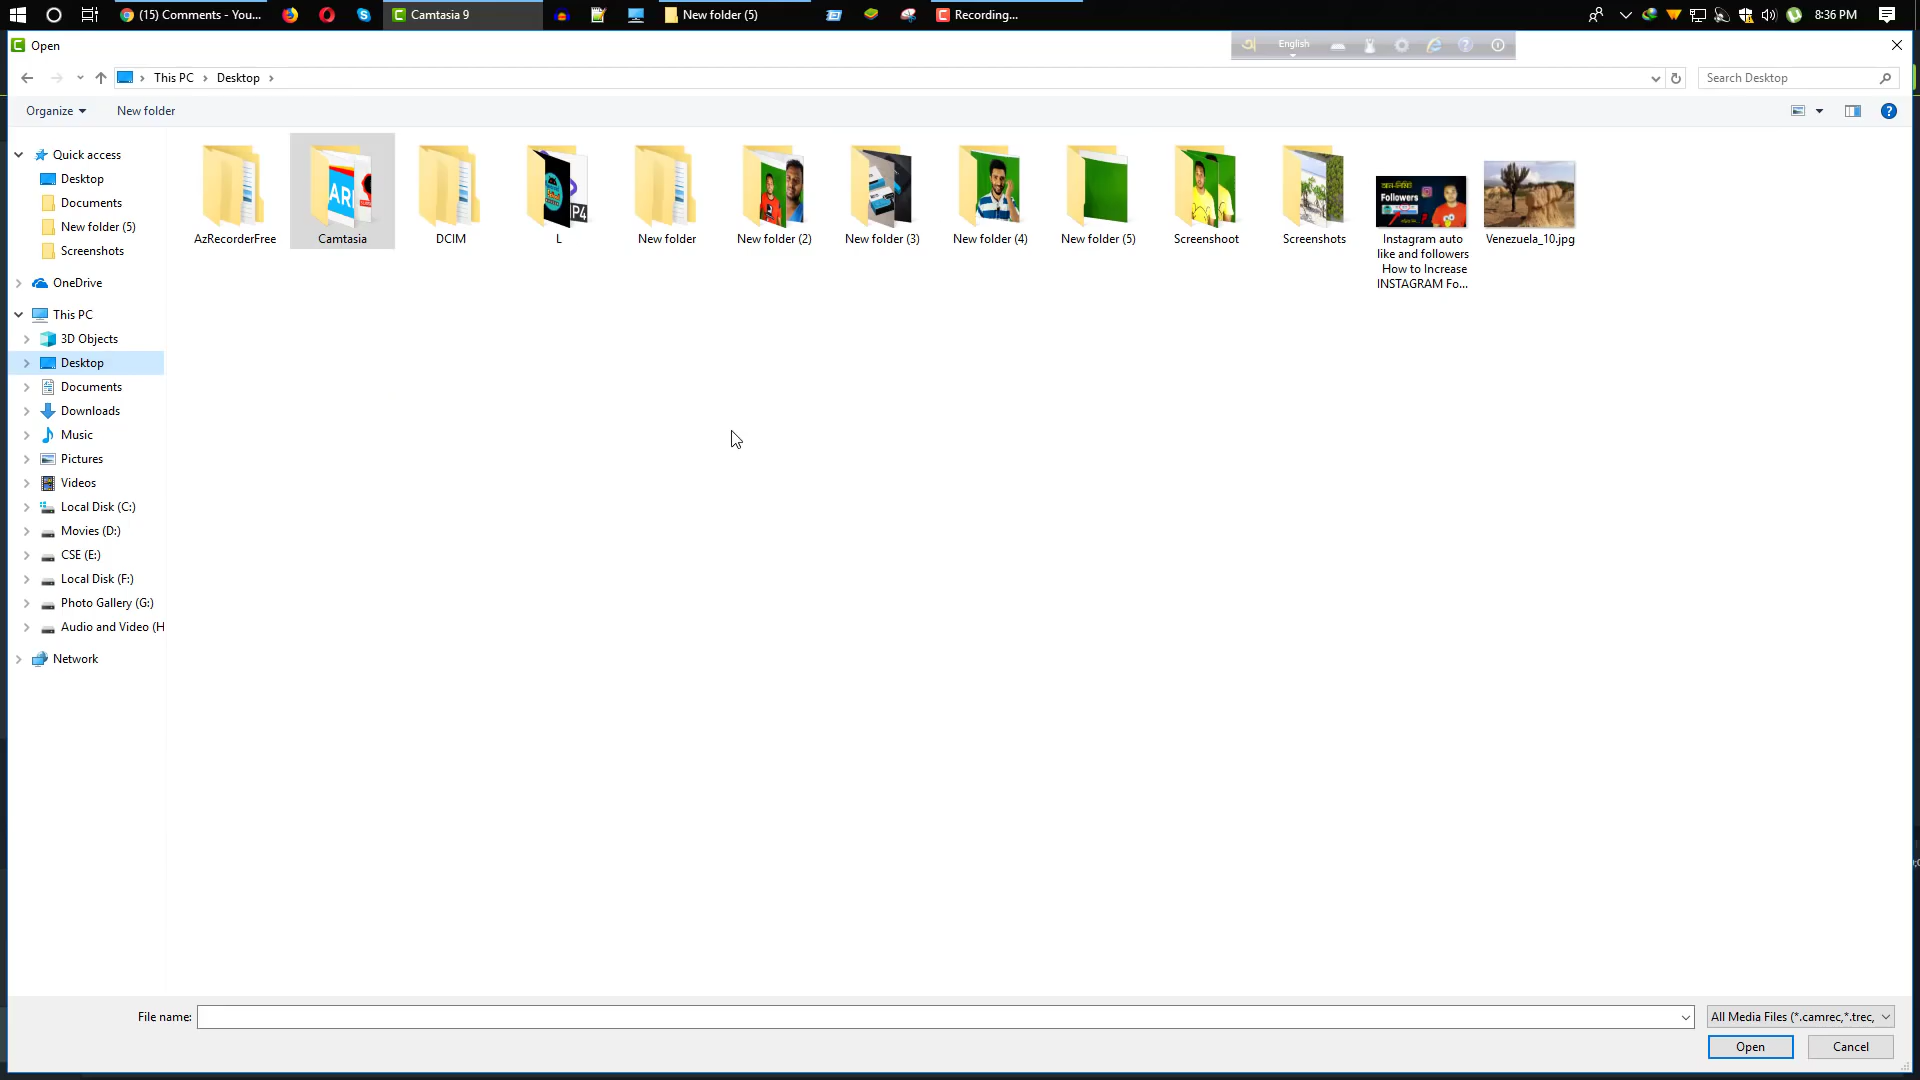 (15) Comments - You...
Camtasia 9
New folder (5)
Recording...
8:36 PM
Open
English
This PC
Desktop
Search Desktop
Organize
New folder
Quick access
Desktop
Documents
New folder (5)
Screenshots
OneDrive
This PC
3D Objects
Desktop
Documents
Downloads
Music
Pictures
Videos
Local Disk (C:)
Movies (D:)
CSE (E:)
Local Disk (F:)
Photo Gallery (G:)
Audio and Video (H
Network
AzRecorderFree
Camtasia
DCIM
L
New folder
New folder (2)
New folder (3)
New folder (4)
New folder (5)
Screenshoot
Screenshots
Followers
Instagram auto
like and followers
How to Increase
INSTAGRAM Fo...
Venezuela_10.jpg
File name:
All Media Files (*.camrec,*.trec,
Open
Cancel